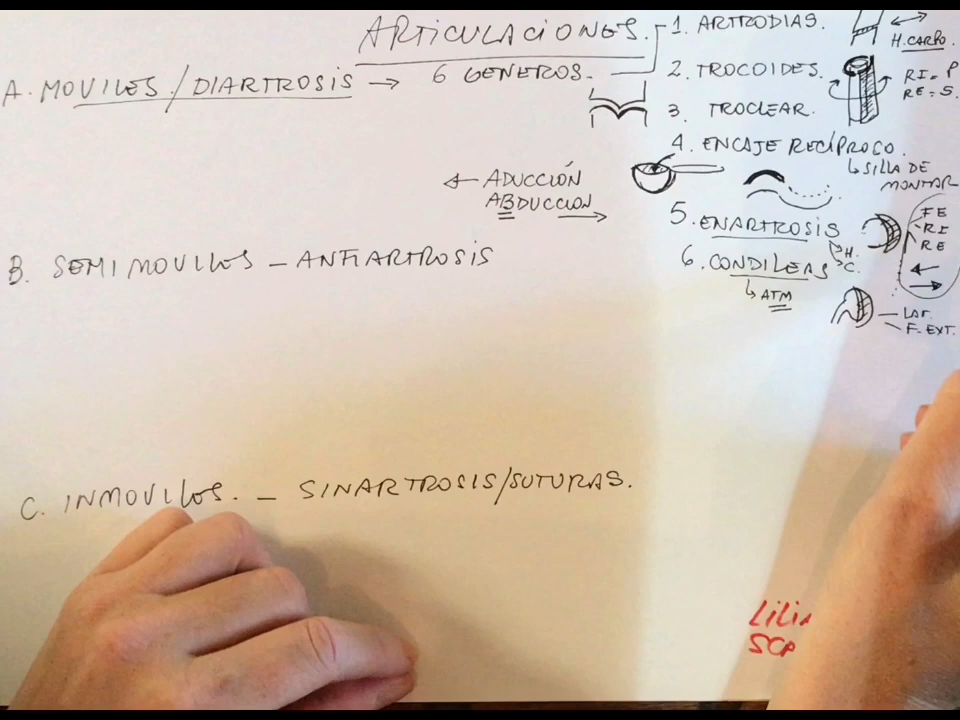 ARTICULACIONES.
A. MOVILES/DIARTROSIS → 6 GENEROS.
1. ARTRODIAS.
H. CARPO.
2. TROCOIDES.
RI = P
RE = S.
3. TROCLEAR.
4. ENCAJE RECÍPROCO.
↳ SILLA DE
MONTAR
← ADUCCIÓN
ABDUCCION →
5. ENARTROSIS
H.
C.
FE
RI
RE
6. CONDILEAS
↳ ATM
LAT.
F. EXT.
B. SEMIMOVILES - ANFIARTROSIS
C. INMOVILES. - SINARTROSIS/SUTURAS.